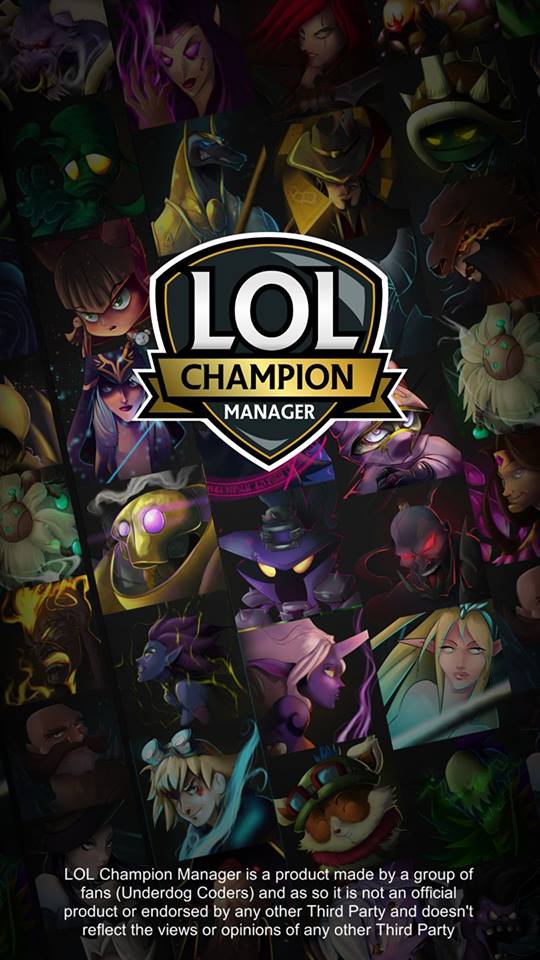 LOL
CHAMPION
MANAGER
LOL Champion Manager is a product made by a group of
fans (Underdog Coders) and as so it is not an official
product or endorsed by any other Third Party and doesn't
reflect the views or opinions of any other Third Party